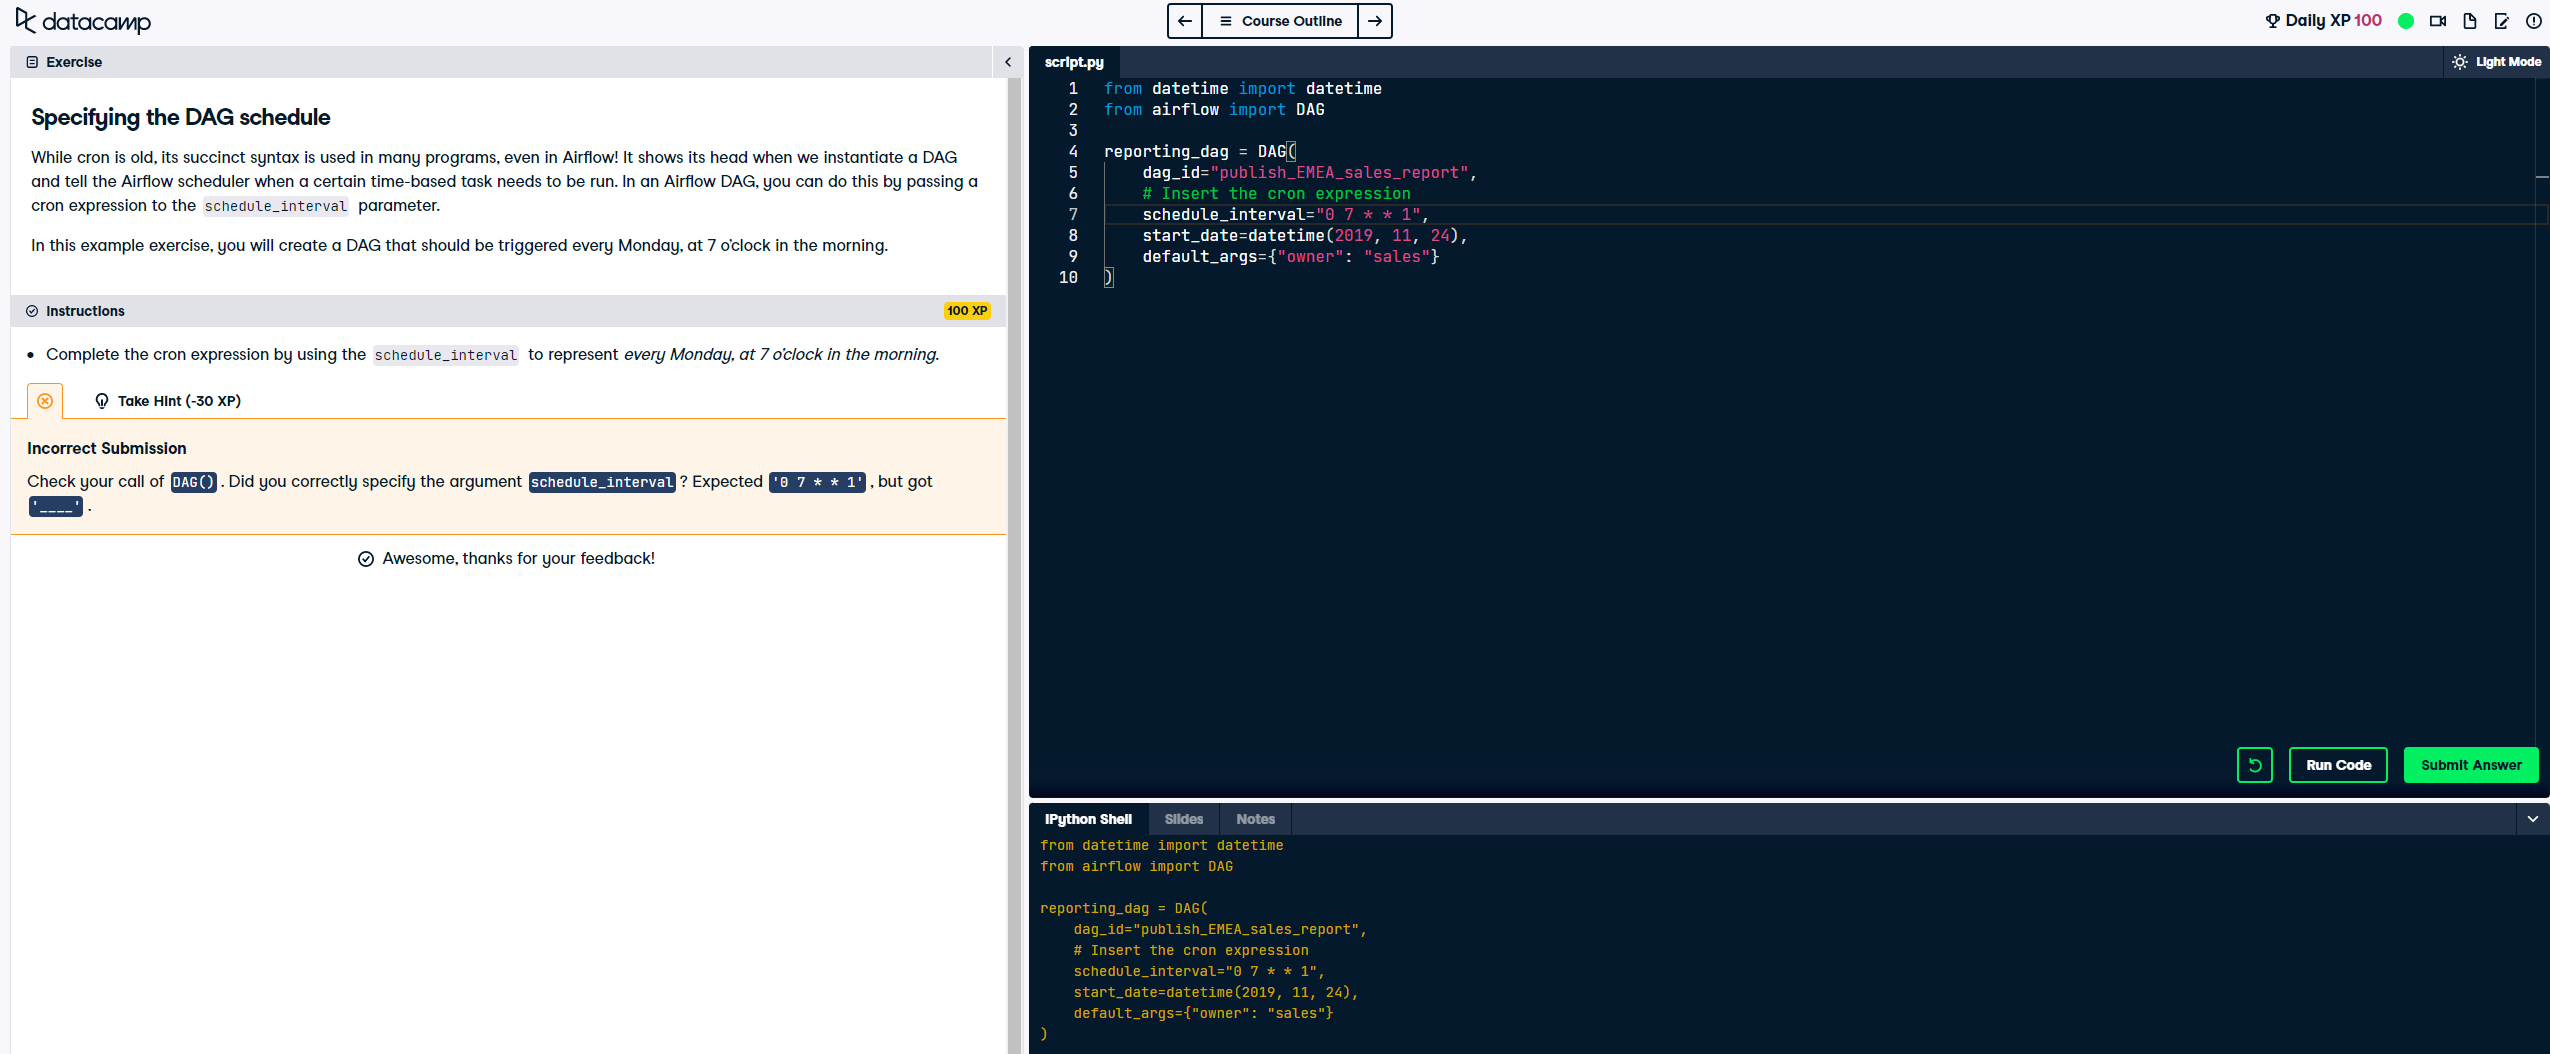 datacamp
Course Outline
Daily XP 100
Exercise
Specifying the DAG schedule
While cron is old, its succinct syntax is used in many programs, even in Airflow! It shows its head when we instantiate a DAG
and tell the Airflow scheduler when a certain time-based task needs to be run. In an Airflow DAG, you can do this by passing a
cron expression to the schedule_interval parameter.
In this example exercise, you will create a DAG that should be triggered every Monday, at 7 o'clock in the morning.
Instructions
100 XP
• Complete the cron expression by using the schedule_interval to represent every Monday, at 7 o'clock in the morning.
Take Hint (-30 XP)
Incorrect Submission
Check your call of DAG(). Did you correctly specify the argument schedule_interval? Expected '0 7 * * 1', but got
'____'.
Awesome, thanks for your feedback!
script.py
Light Mode
1 from datetime import datetime
2 from airflow import DAG
3
4 reporting_dag = DAG(
5     dag_id="publish_EMEA_sales_report",
6     # Insert the cron expression
7     schedule_interval="0 7 * * 1",
8     start_date=datetime(2019, 11, 24),
9     default_args={"owner": "sales"}
10 )
Run Code
Submit Answer
IPython Shell
Slides
Notes
from datetime import datetime
from airflow import DAG
reporting_dag = DAG(
    dag_id="publish_EMEA_sales_report",
    # Insert the cron expression
    schedule_interval="0 7 * * 1",
    start_date=datetime(2019, 11, 24),
    default_args={"owner": "sales"}
)